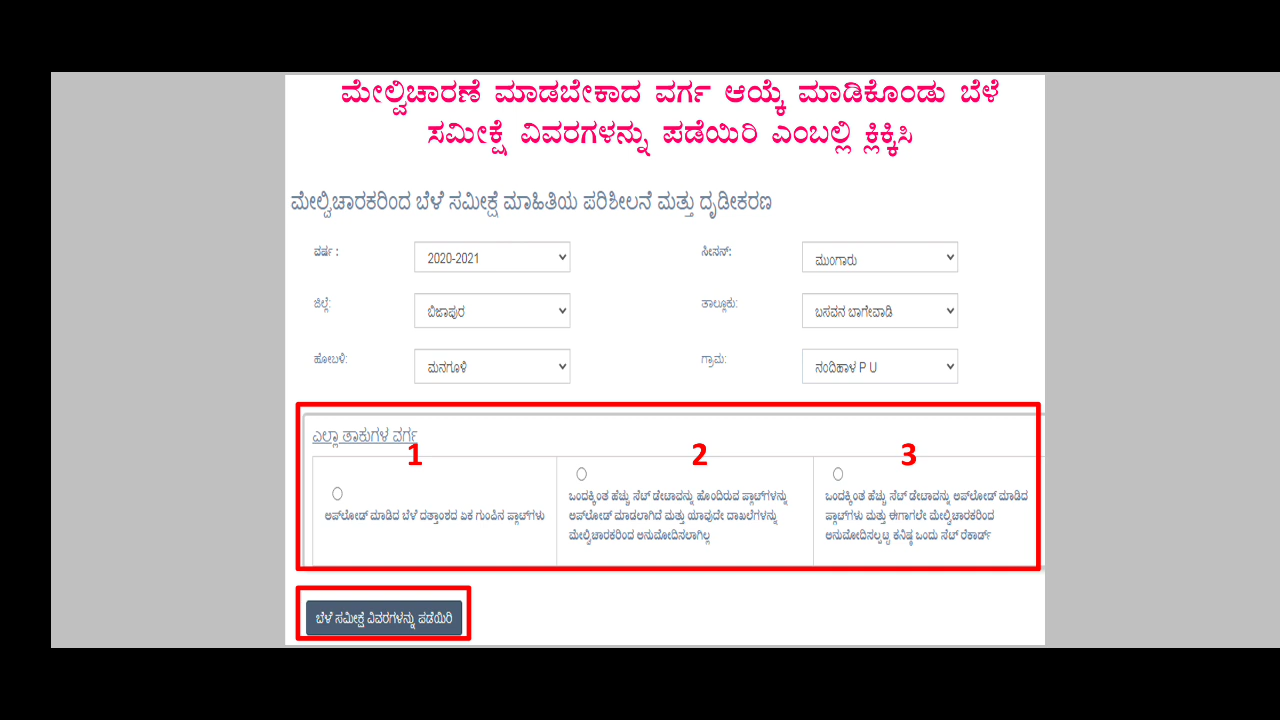 ಮೇಲ್ವಿಚಾರಣೆ ಮಾಡಬೇಕಾದ ವರ್ಗ ಆಯ್ಕೆ ಮಾಡಿಕೊಂಡು ಬೆಳೆ
ಸಮೀಕ್ಷೆ ವಿವರಗಳನ್ನು ಪಡೆಯಿರಿ ಎಂಬಲ್ಲಿ ಕ್ಲಿಕ್ಕಿಸಿ
ಮೇಲ್ವಿಚಾರಕರಿಂದ ಬೆಳೆ ಸಮೀಕ್ಷೆ ಮಾಹಿತಿಯ ಪರಿಶೀಲನೆ ಮತ್ತು ದೃಡೀಕರಣ
ವರ್ಷ : 2020-2021 ಸೀಸನ್: ಮುಂಗಾರು
ಜಿಲ್ಲೆ: ಬಿಜಾಪುರ ತಾಲ್ಲೂಕು: ಬಸವನ ಬಾಗೇವಾಡಿ
ಹೋಬಳಿ: ಮನಗೂಳಿ ಗ್ರಾಮ: ನಂದಿಹಾಳ P U
ಎಲ್ಲಾ ತಾಕುಗಳ ವರ್ಗ
1
ಅಪ್‌ಲೋಡ್ ಮಾಡಿದ ಬೆಳೆ ದತ್ತಾಂಶದ ಏಕ ಗುಂಪಿನ ಪ್ಲಾಟ್‌ಗಳು
2
ಒಂದಕ್ಕಿಂತ ಹೆಚ್ಚು ಸೆಟ್ ಡೇಟಾವನ್ನು ಹೊಂದಿರುವ ಪ್ಲಾಟ್‌ಗಳನ್ನು
ಅಪ್‌ಲೋಡ್ ಮಾಡಲಾಗಿದೆ ಮತ್ತು ಯಾವುದೇ ದಾಖಲೆಗಳನ್ನು
ಮೇಲ್ವಿಚಾರಕರಿಂದ ಅನುಮೋದಿಸಲಾಗಿಲ್ಲ
3
ಒಂದಕ್ಕಿಂತ ಹೆಚ್ಚು ಸೆಟ್ ಡೇಟಾವನ್ನು ಅಪ್‌ಲೋಡ್ ಮಾಡಿದ
ಪ್ಲಾಟ್‌ಗಳು ಮತ್ತು ಈಗಾಗಲೇ ಮೇಲ್ವಿಚಾರಕರಿಂದ
ಅನುಮೋದಿಸಲ್ಪಟ್ಟ ಕನಿಷ್ಠ ಒಂದು ಸೆಟ್ ರೆಕಾರ್ಡ್
ಬೆಳೆ ಸಮೀಕ್ಷೆ ವಿವರಗಳನ್ನು ಪಡೆಯಿರಿ